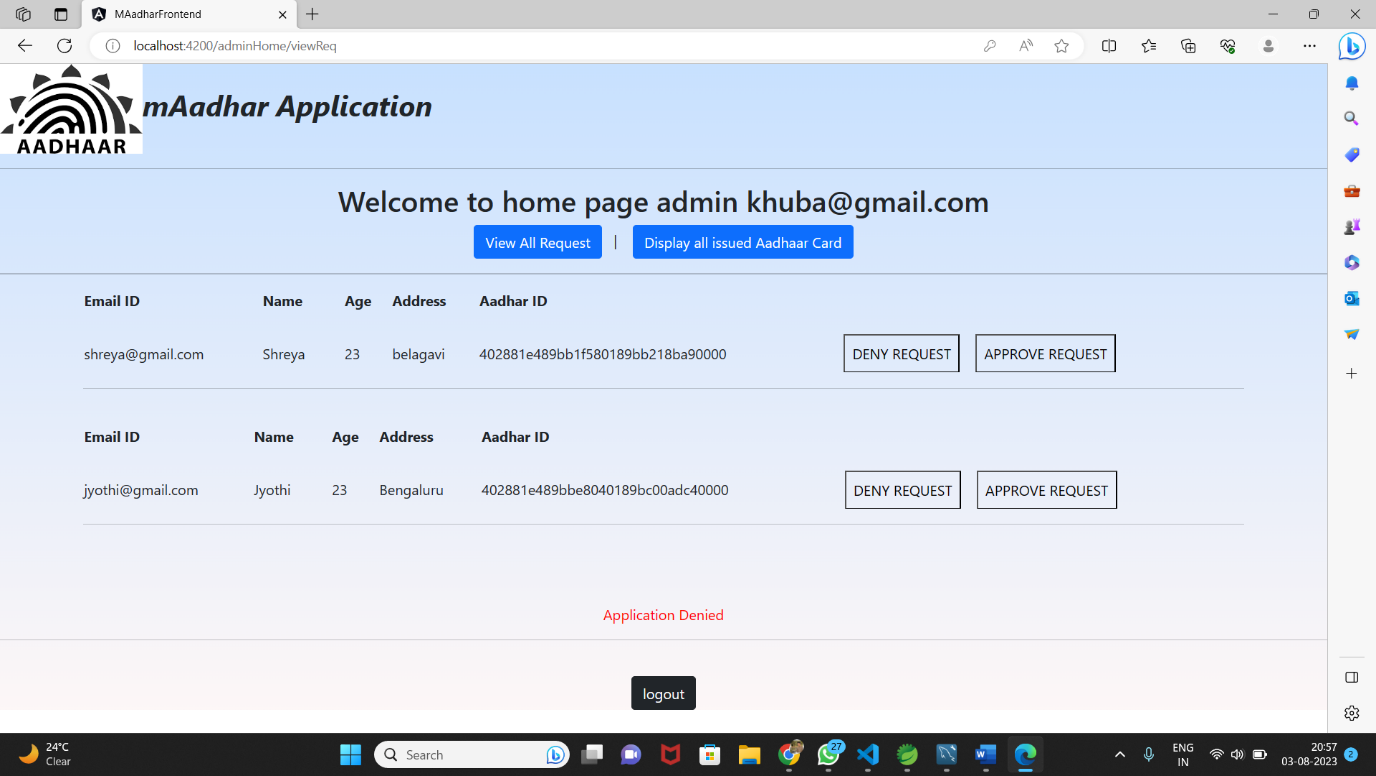 MAadharFrontend
localhost:4200/adminHome/viewReq
AADHAAR
mAadhar Application
Welcome to home page admin khuba@gmail.com
View All Request | Display all issued Aadhaar Card
Email ID Name Age Address Aadhar ID
shreya@gmail.com Shreya 23 belagavi 402881e489bb1f580189bb218ba90000 DENY REQUEST APPROVE REQUEST
Email ID Name Age Address Aadhar ID
jyothi@gmail.com Jyothi 23 Bengaluru 402881e489bbe8040189bc00adc40000 DENY REQUEST APPROVE REQUEST
Application Denied
logout
24°C
Clear
Search
27
ENG
IN
20:57
03-08-2023
2